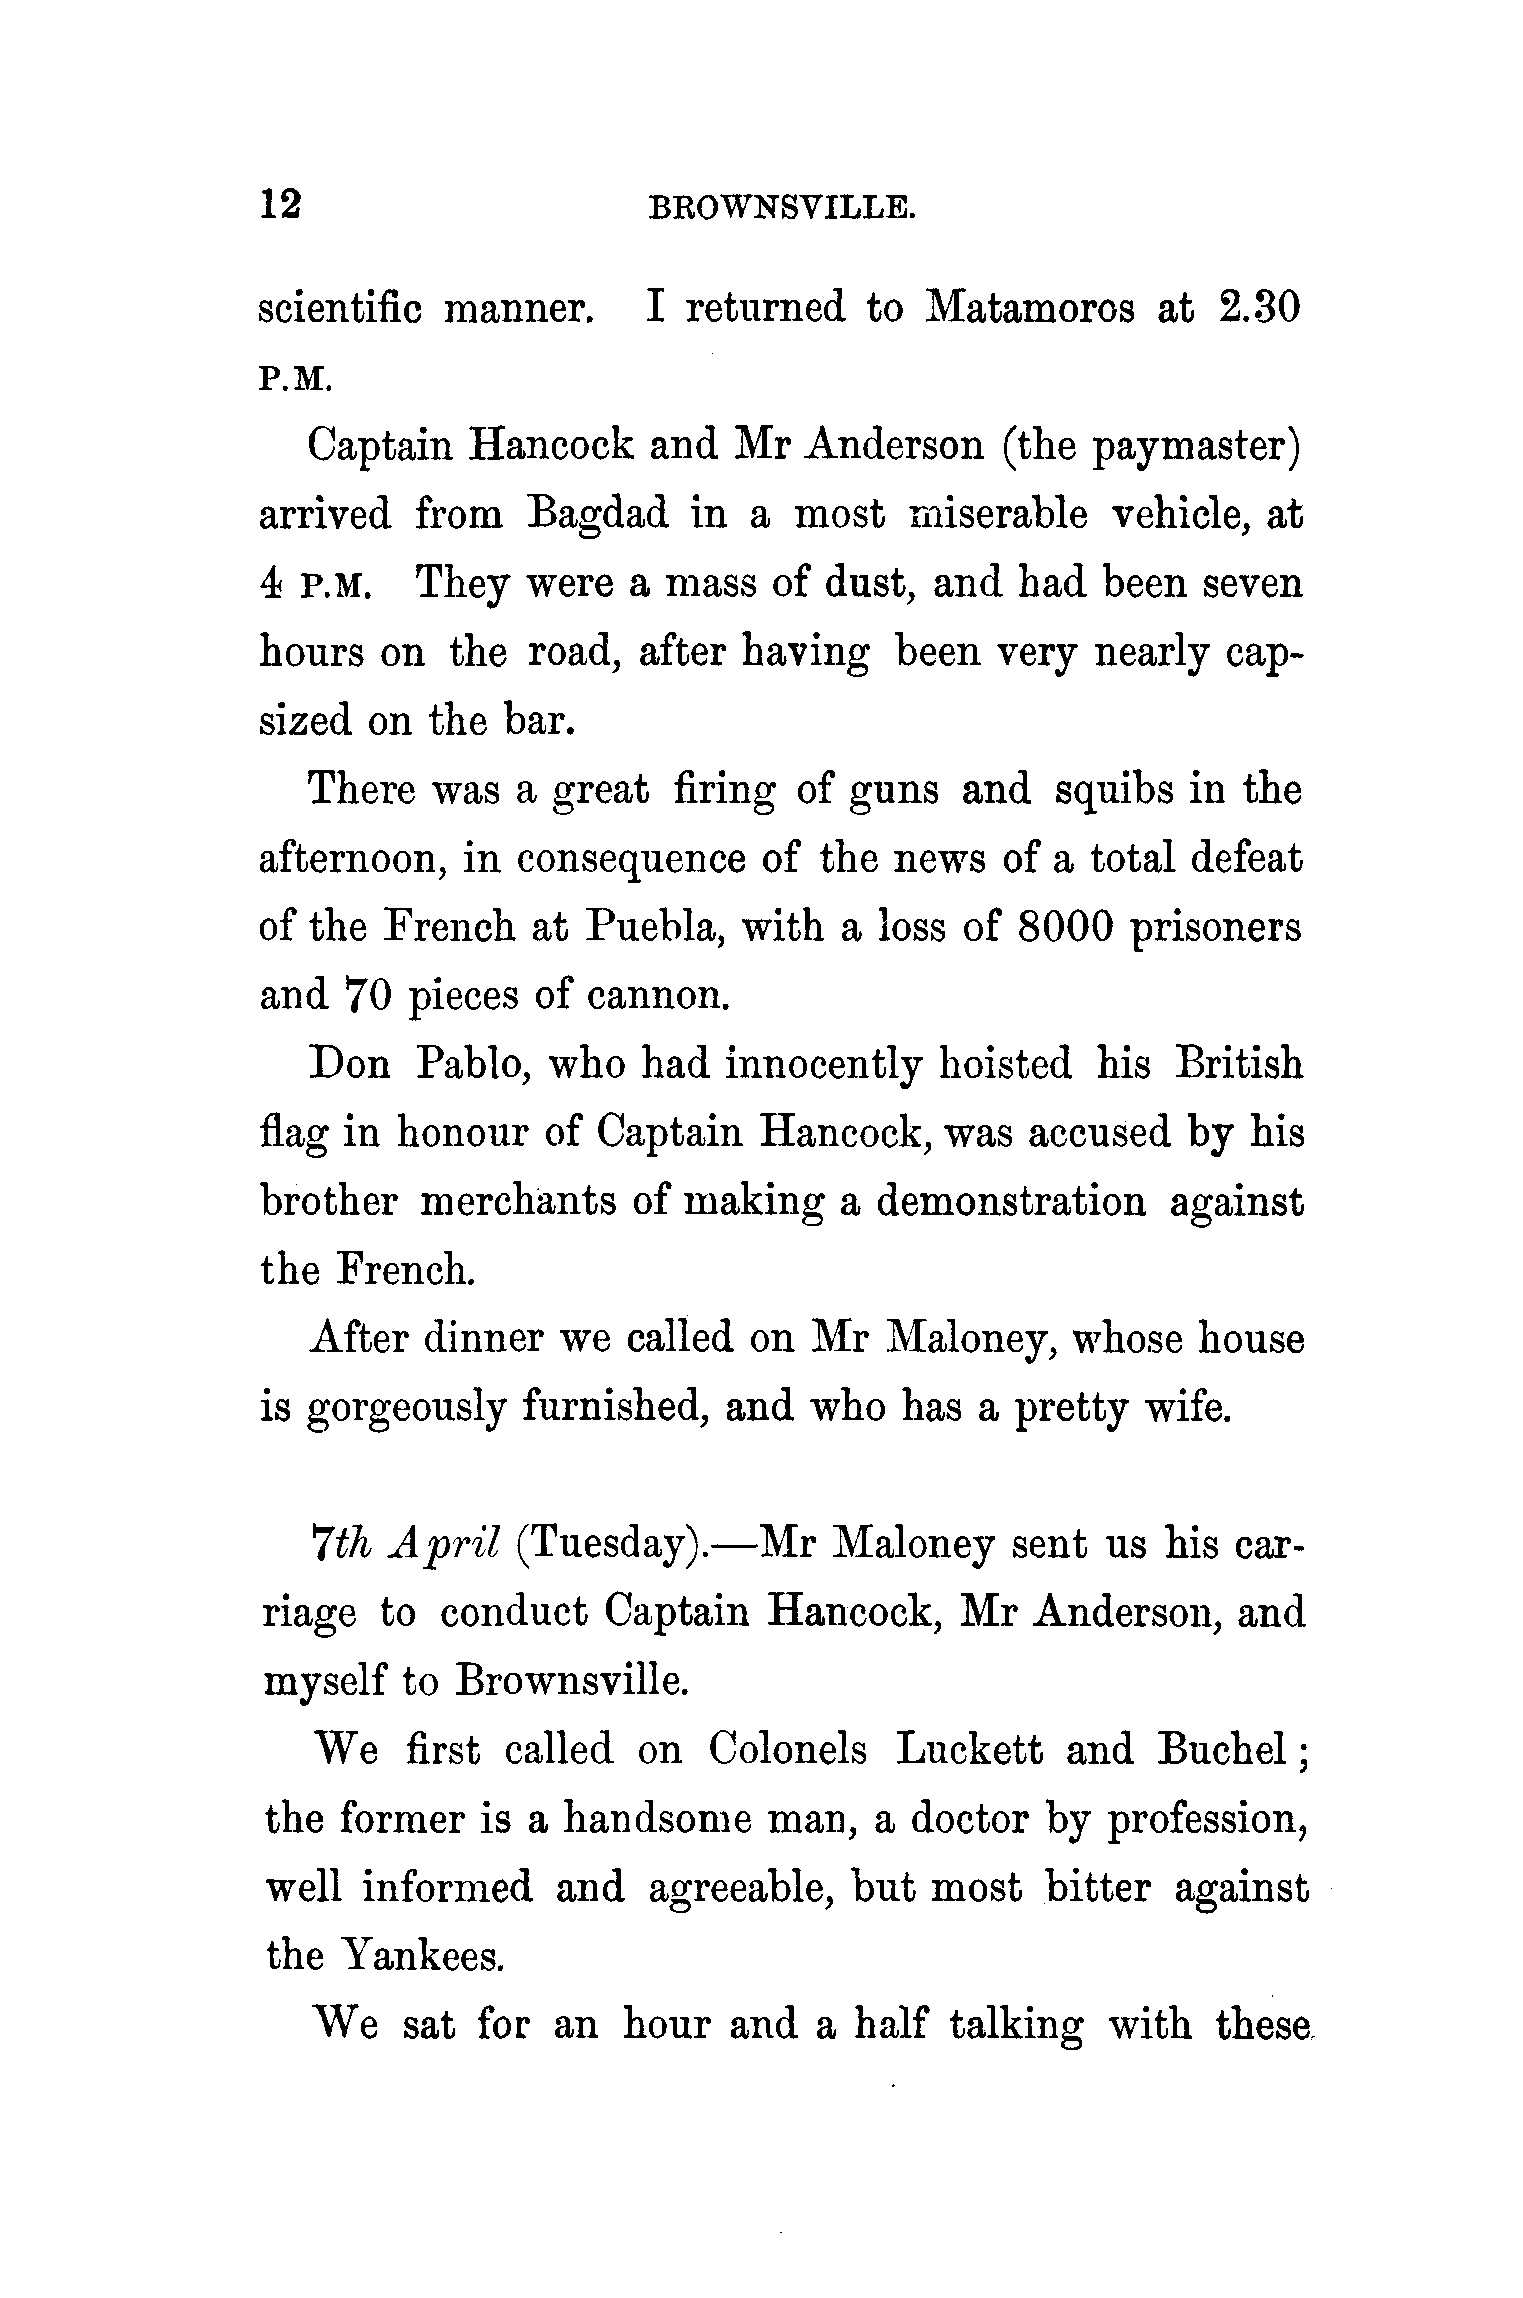 12 BROWNSVILLE.
scientific manner. I returned to Matamoros at 2.30
P.M.
Captain Hancock and Mr Anderson (the paymaster)
arrived from Bagdad in a most miserable vehicle, at
4 P.M. They were a mass of dust, and had been seven
hours on the road, after having been very nearly cap-
sized on the bar.
There was a great firing of guns and squibs in the
afternoon, in consequence of the news of a total defeat
of the French at Puebla, with a loss of 8000 prisoners
and 70 pieces of cannon.
Don Pablo, who had innocently hoisted his British
flag in honour of Captain Hancock, was accused by his
brother merchants of making a demonstration against
the French.
After dinner we called on Mr Maloney, whose house
is gorgeously furnished, and who has a pretty wife.
7th April (Tuesday).—Mr Maloney sent us his car-
riage to conduct Captain Hancock, Mr Anderson, and
myself to Brownsville.
We first called on Colonels Luckett and Buchel;
the former is a handsome man, a doctor by profession,
well informed and agreeable, but most bitter against
the Yankees.
We sat for an hour and a half talking with these